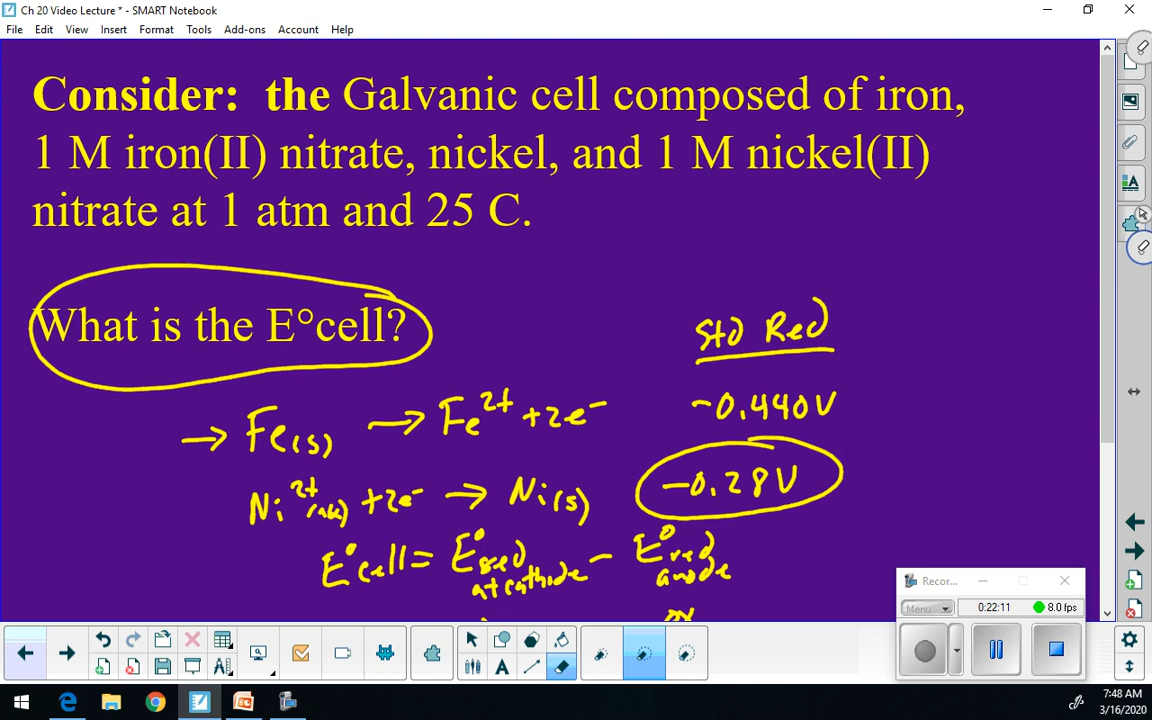 Ch 20 Video Lecture * - SMART Notebook
File Edit View Insert Format Tools Add-ons Account Help
Consider: the Galvanic cell composed of iron,
1 M iron(II) nitrate, nickel, and 1 M nickel(II)
nitrate at 1 atm and 25 C.
What is the E°cell?
Std Red
→ Fe(s) → Fe²⁺ + 2e⁻ -0.440V
Ni²⁺(aq) + 2e⁻ → Ni(s) -0.28V
E°cell = E°red at cathode - E°red anode
ox
Recor...
Menu 0:22:11 8.0 fps
7:48 AM
3/16/2020